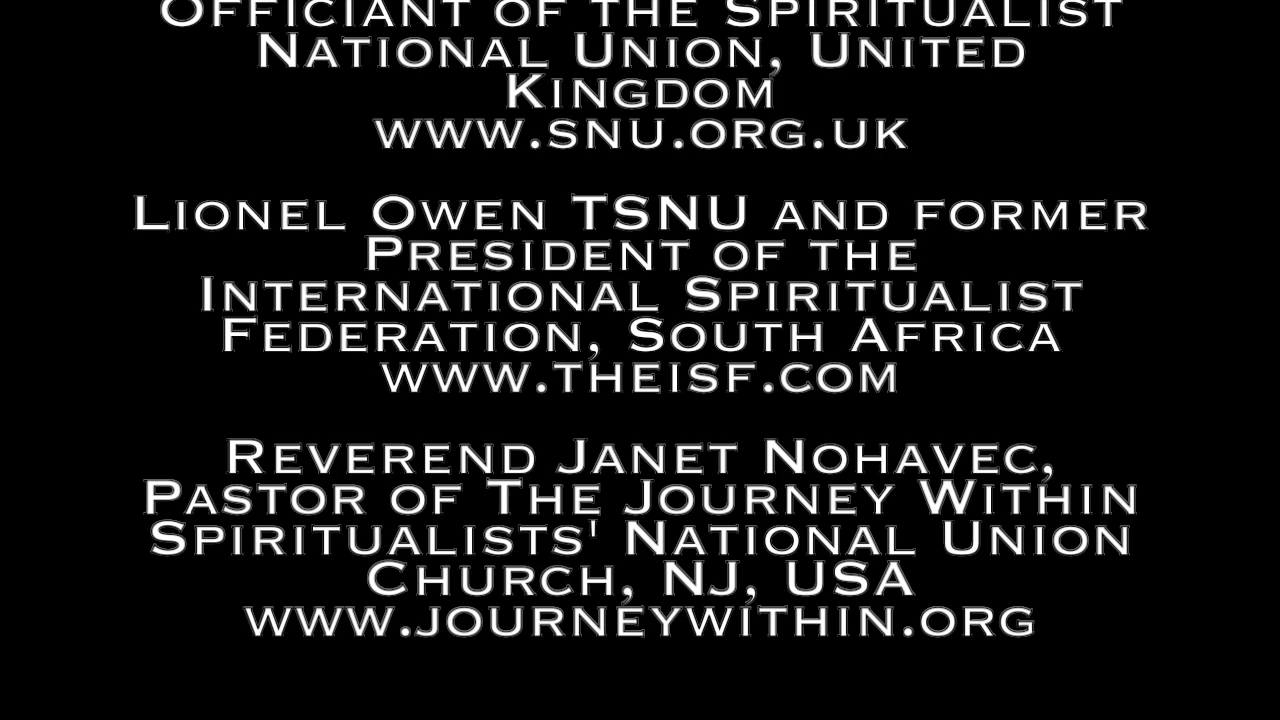 Officiant of the Spiritualist
National Union, United
Kingdom
www.snu.org.uk
Lionel Owen TSNU and former
President of the
International Spiritualist
Federation, South Africa
www.theisf.com
Reverend Janet Nohavec,
Pastor of The Journey Within
Spiritualists' National Union
Church, NJ, USA
www.journeywithin.org